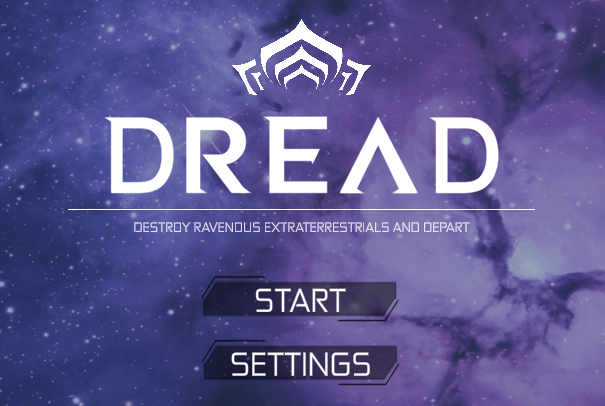 DREAD
DESTROY RAVENOUS EXTRATERRESTRIALS AND DEPART
START
SETTINGS